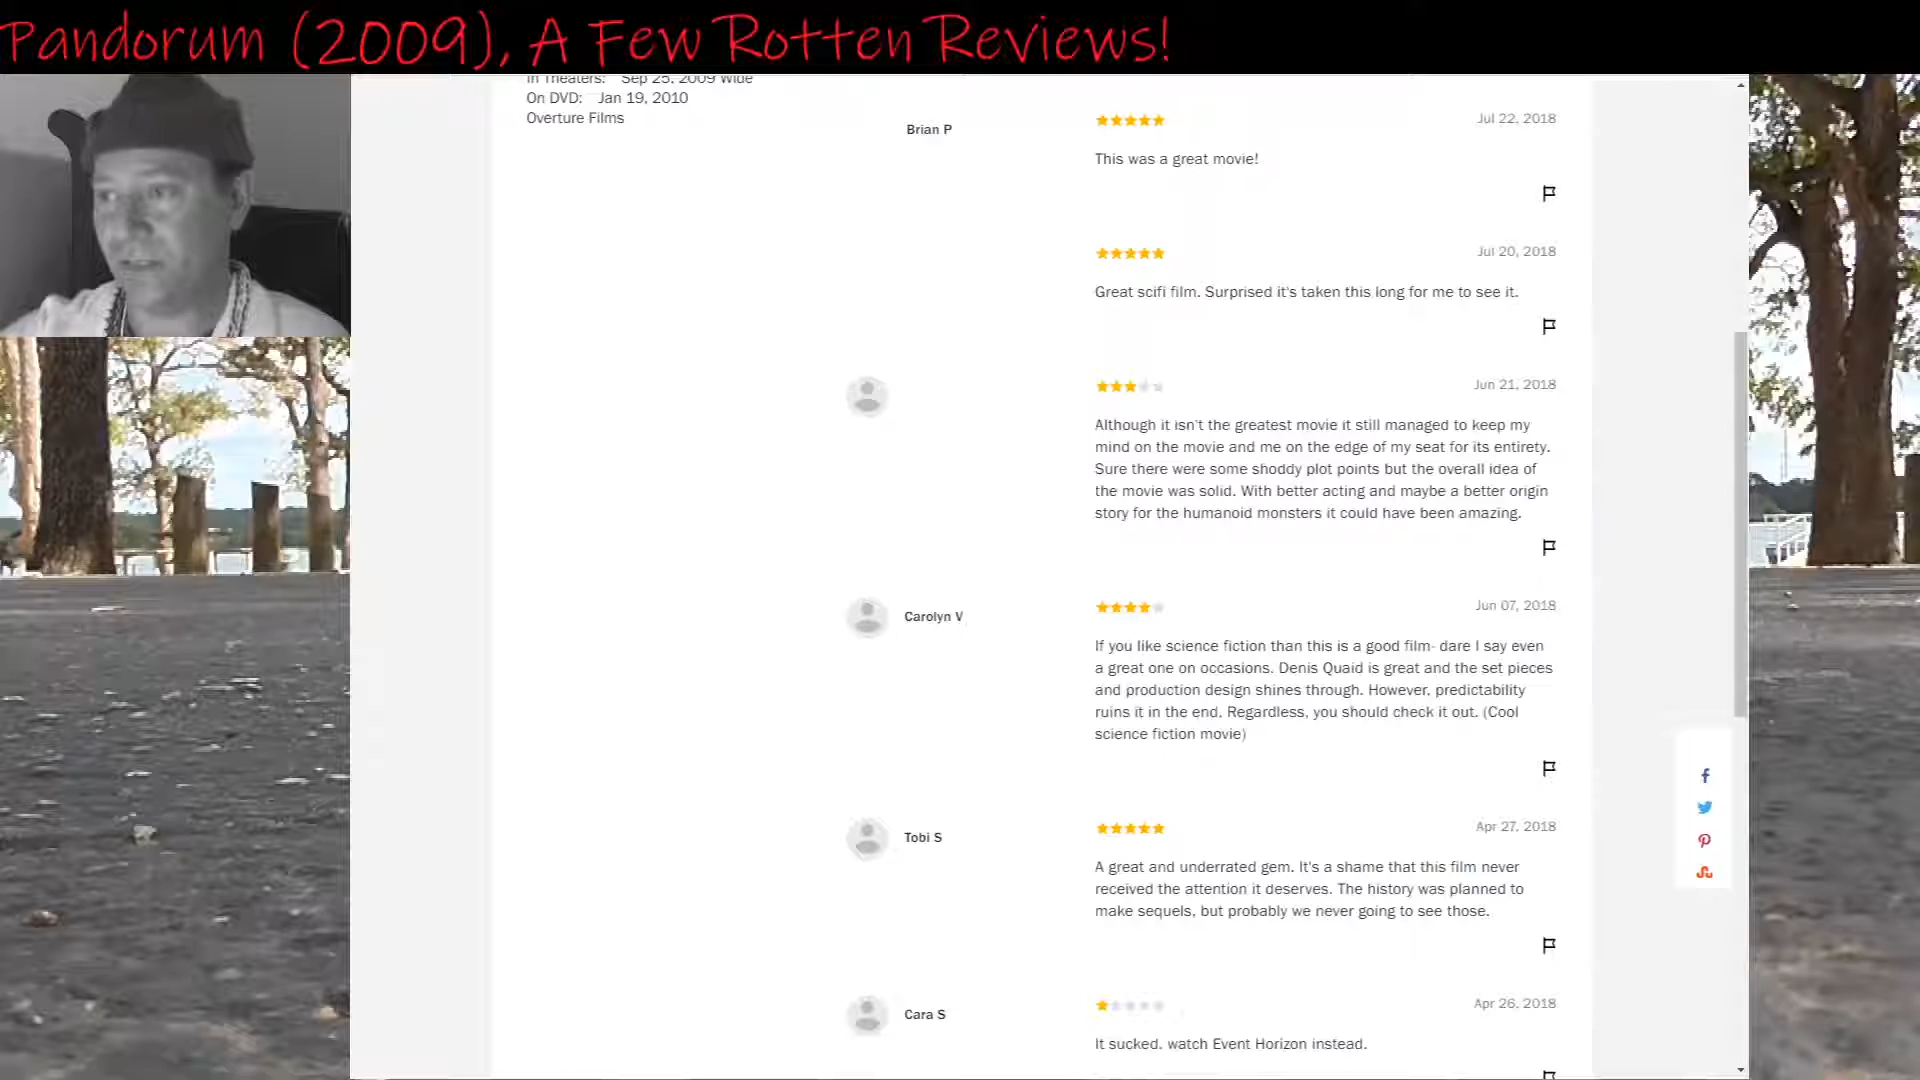 Pandorum (2009), A Few Rotten Reviews!
In Theaters: Sep 25, 2009 Wide
On DVD: Jan 19, 2010
Overture Films
Brian P
Jul 22, 2018
This was a great movie!
Jul 20, 2018
Great scifi film. Surprised it's taken this long for me to see it.
Jun 21, 2018
Although it isn't the greatest movie it still managed to keep my
mind on the movie and me on the edge of my seat for its entirety.
Sure there were some shoddy plot points but the overall idea of
the movie was solid. With better acting and maybe a better origin
story for the humanoid monsters it could have been amazing.
Carolyn V
Jun 07, 2018
If you like science fiction than this is a good film- dare I say even
a great one on occasions. Denis Quaid is great and the set pieces
and production design shines through. However, predictability
ruins it in the end. Regardless, you should check it out. (Cool
science fiction movie)
Tobi S
Apr 27, 2018
A great and underrated gem. It's a shame that this film never
received the attention it deserves. The history was planned to
make sequels, but probably we never going to see those.
Cara S
Apr 26, 2018
It sucked. watch Event Horizon instead.